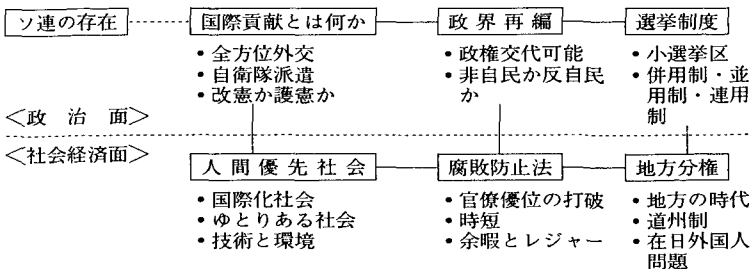 ソ連の存在 国際貢献とは何か 政界再編 選挙制度
• 全方位外交 • 政権交代可能 • 小選挙区
• 自衛隊派遣 • 非自民か反自民 • 併用制・並
• 改憲か護憲か か 用制・連用
<政治面> 制
<社会経済面>
人間優先社会 腐敗防止法 地方分権
• 国際化社会 • 官僚優位の打破 • 地方の時代
• ゆとりある社会 • 時短 • 道州制
• 技術と環境 • 余暇とレジャー • 在日外国人
問題